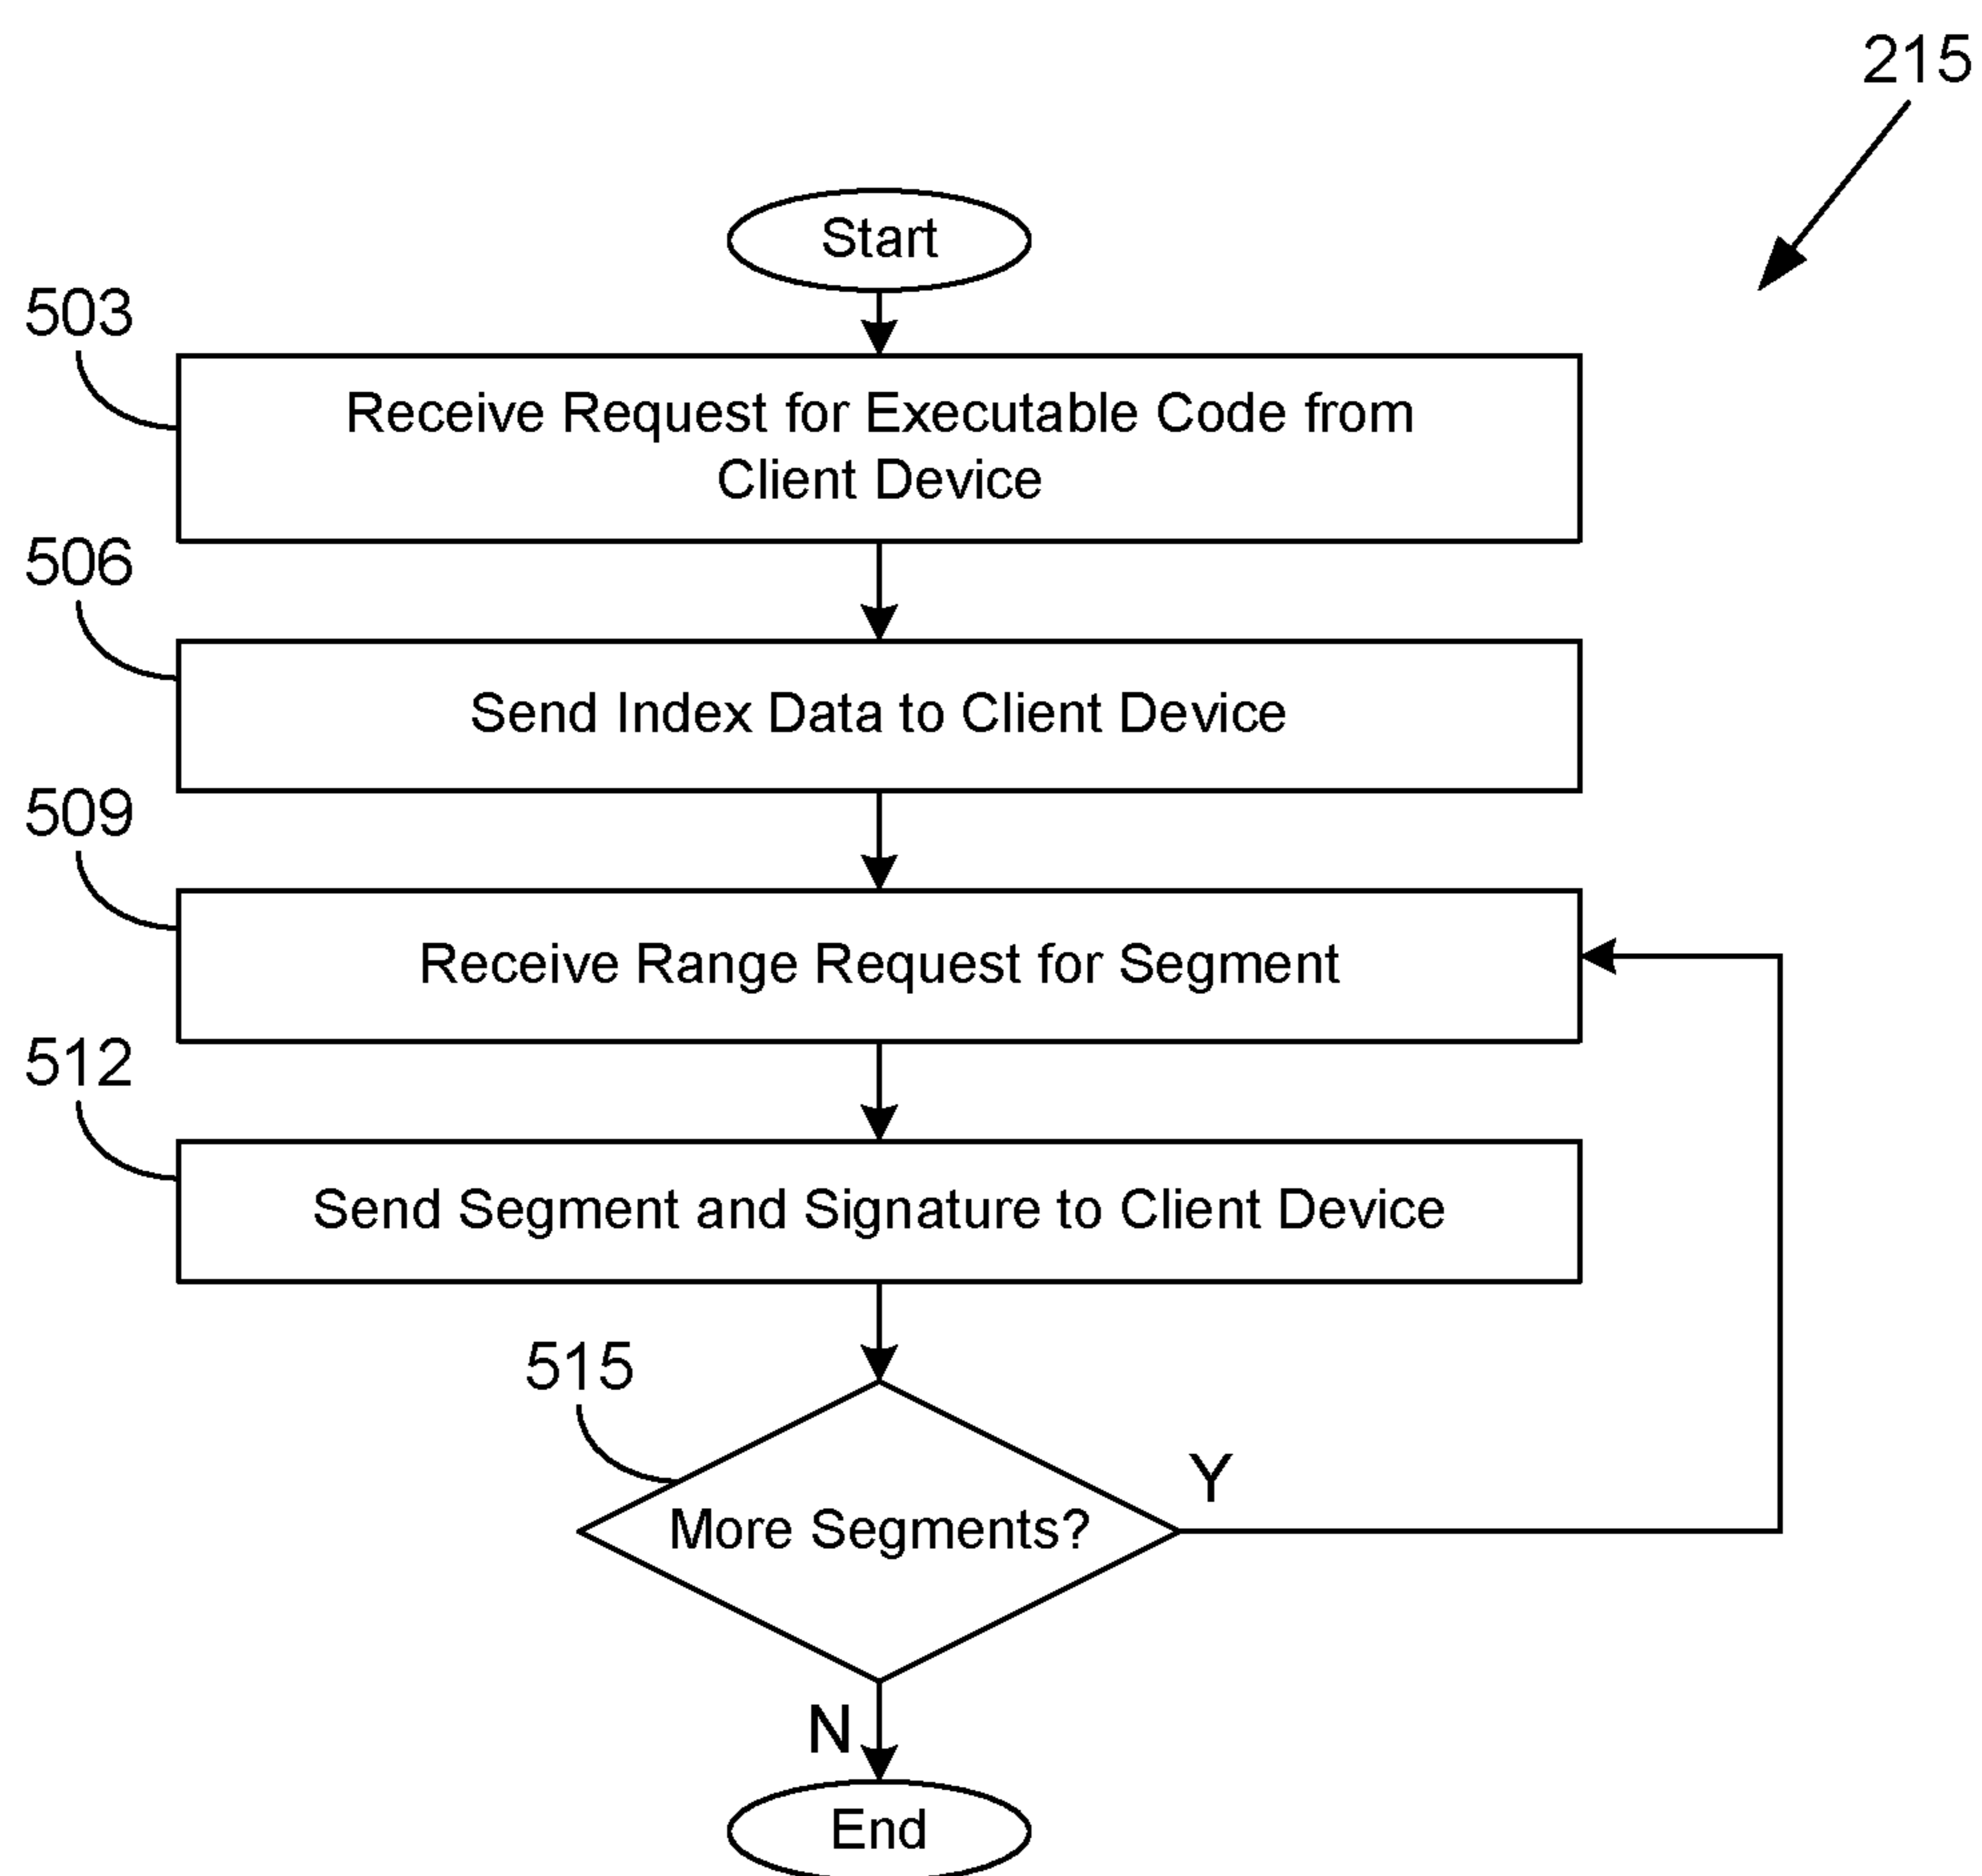 215
Start
503
Receive Request for Executable Code from
Client Device
506
Send Index Data to Client Device
509
Receive Range Request for Segment
512
Send Segment and Signature to Client Device
515
More Segments?
Y
N
End